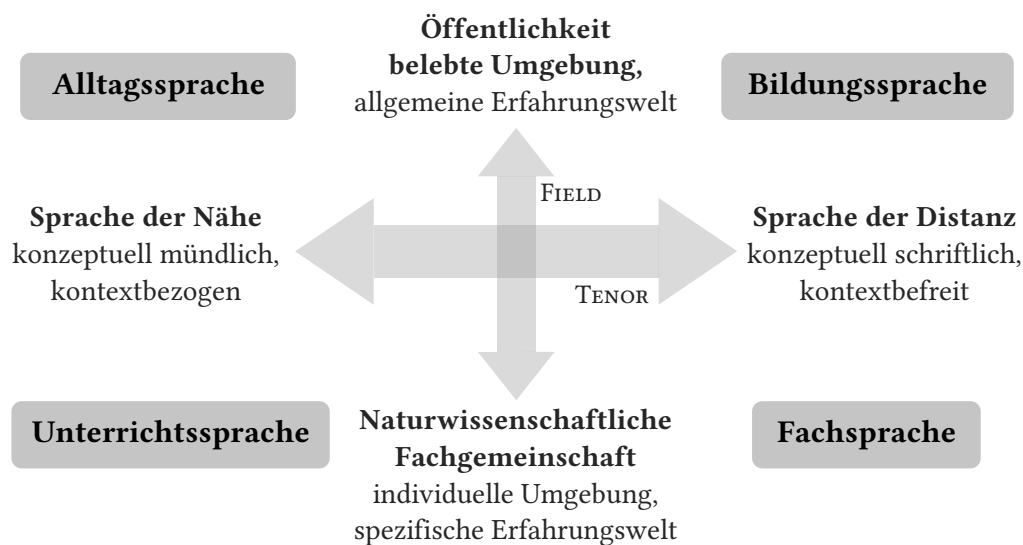 Öffentlichkeit
belebte Umgebung,
allgemeine Erfahrungswelt
Alltagssprache
Bildungssprache
FIELD
Sprache der Nähe
konzeptuell mündlich,
kontextbezogen
Sprache der Distanz
konzeptuell schriftlich,
kontextbefreit
TENOR
Unterrichtssprache
Naturwissenschaftliche
Fachgemeinschaft
individuelle Umgebung,
spezifische Erfahrungswelt
Fachsprache